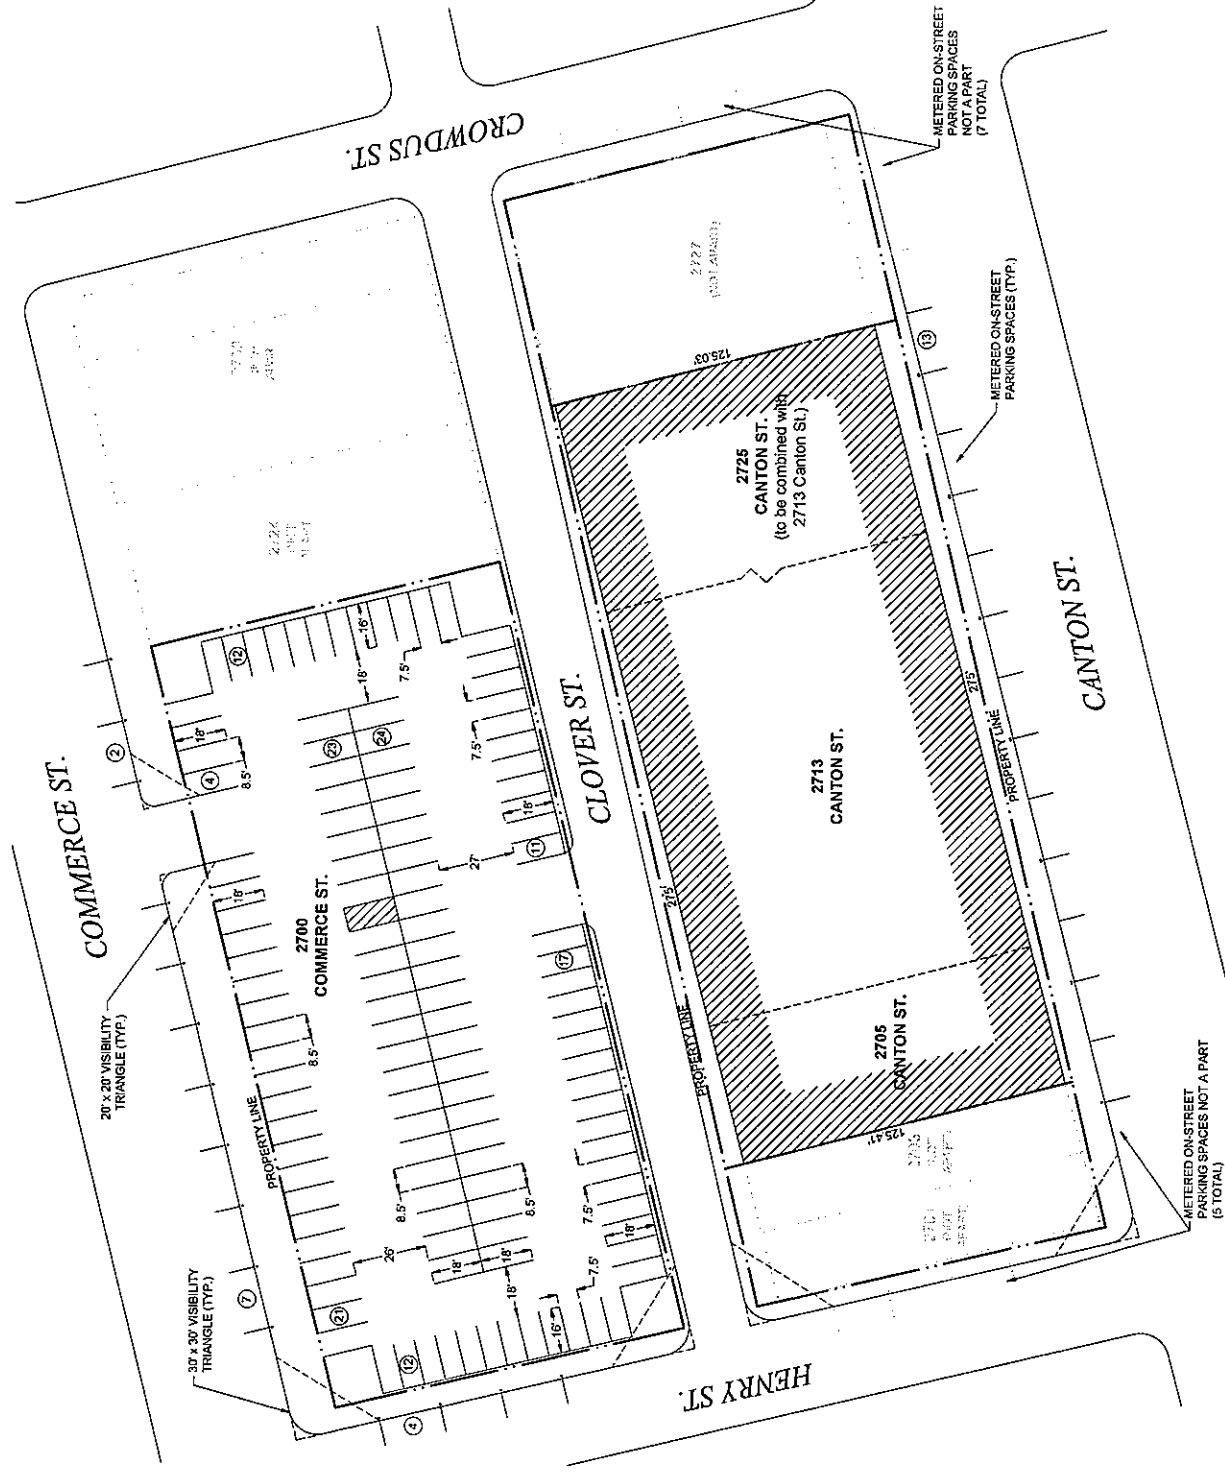 METERED ON-STREET
PARKING SPACES
NOT A PART
(7 TOTAL)
CROWDUS ST.
2727
METERED ON-STREET
PARKING SPACES (TYP.)
13
125.03'
2725
CANTON ST.
(to be combined with
2713 Canton St.)
12
16'
18'
7.5'
18'
4
8.5'
2
23
24
7.5'
18'
11
27'
COMMERCE ST.
CLOVER ST.
CANTON ST.
275'
PROPERTY LINE
2713
CANTON ST.
18'
2700
COMMERCE ST.
17
275'
20' x 20' VISIBILITY
TRIANGLE (TYP.)
8.5'
PROPERTY LINE
PROPERTY LINE
2705
CANTON ST.
125.41'
METERED ON-STREET
PARKING SPACES NOT A PART
(5 TOTAL)
8.5'
8.5'
7.5'
18'
26'
18'
18'
18'
7.5'
16'
30' x 30' VISIBILITY
TRIANGLE (TYP.)
7
21
12
4
HENRY ST.